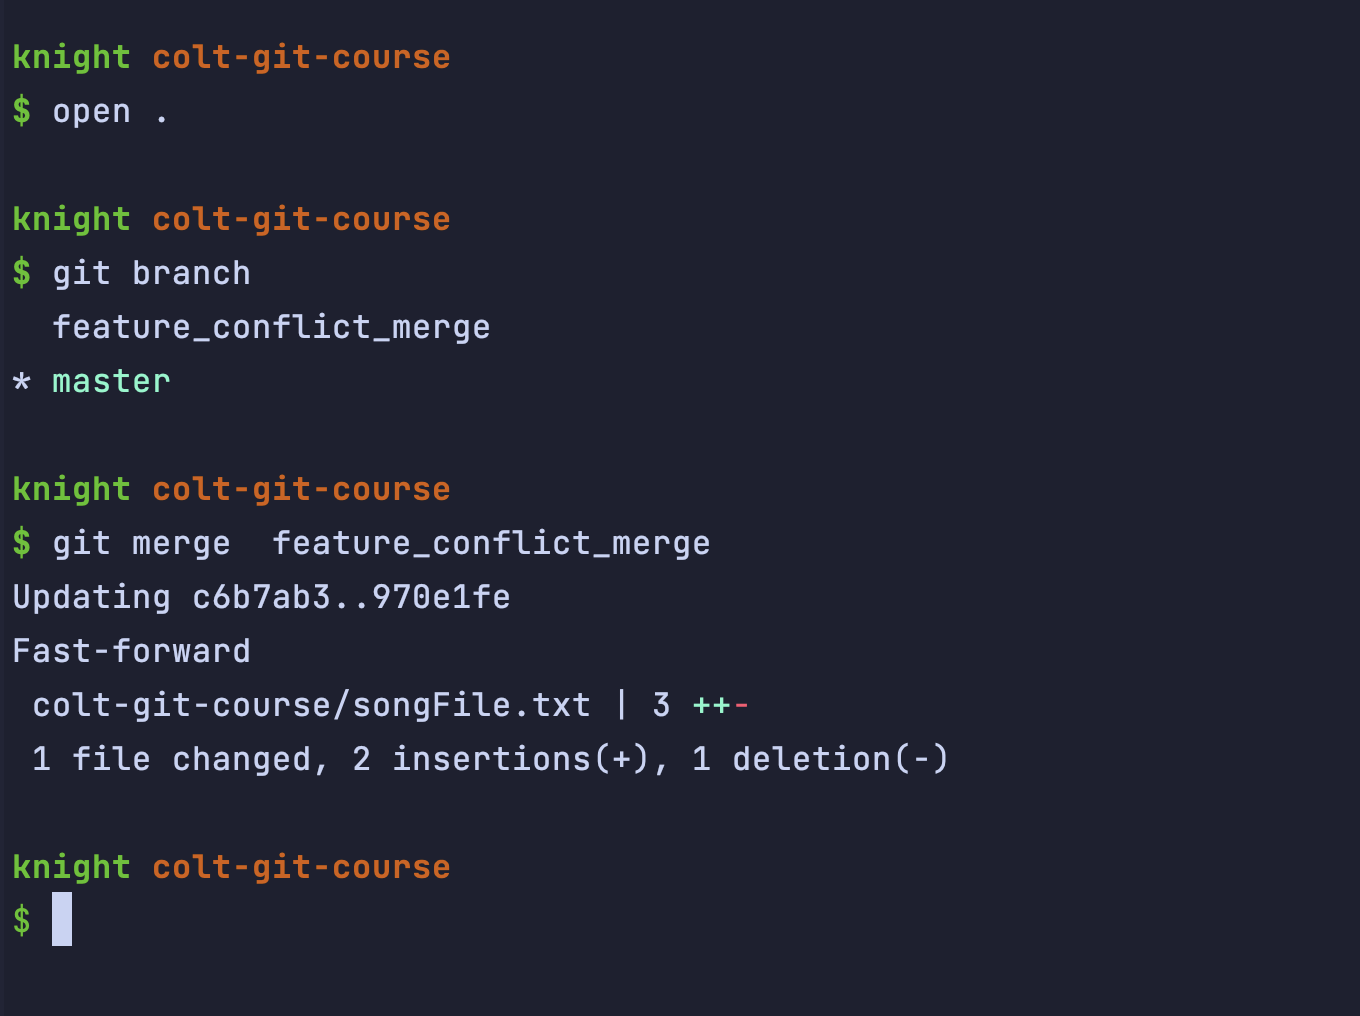 knight colt-git-course
$ open .
knight colt-git-course
$ git branch
  feature_conflict_merge
* master
knight colt-git-course
$ git merge  feature_conflict_merge
Updating c6b7ab3..970e1fe
Fast-forward
 colt-git-course/songFile.txt | 3 ++-
 1 file changed, 2 insertions(+), 1 deletion(-)
knight colt-git-course
$